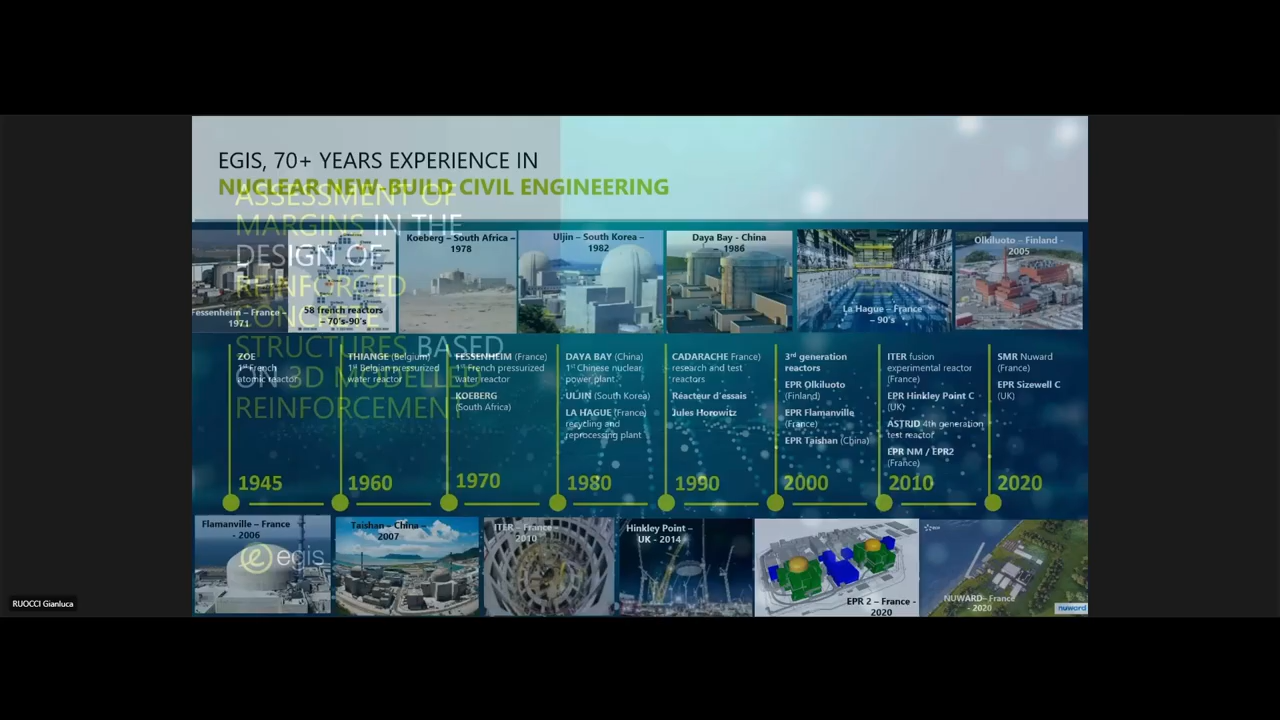 EGIS, 70+ YEARS EXPERIENCE IN
NUCLEAR NEW-BUILD CIVIL ENGINEERING
ASSESSMENT OF
MARGINS IN THE
DESIGN OF
REINFORCED
CONCRETE
STRUCTURES BASED
ON 3D MODELLED
REINFORCEMENT
Fessenheim – France –
1971
58 french reactors
– 70's-90's
Koeberg – South Africa –
1978
Uljin – South Korea –
1982
Daya Bay - China
– 1986
La Hague – France
– 90's
Olkiluoto – Finland -
2005
ZOE
1st French
atomic reactor
1945
THIANGE (Belgium)
1st Belgian pressurized
water reactor
1960
FESSENHEIM (France)
1st French pressurized
water reactor
KOEBERG
(South Africa)
1970
DAYA BAY (China)
1st Chinese nuclear
power plant
ULJIN (South Korea)
LA HAGUE (France)
recycling and
reprocessing plant
1980
CADARACHE France)
research and test
reactors
Réacteur d'essais
Jules Horowitz
1990
3rd generation
reactors
EPR Olkiluoto
(Finland)
EPR Flamanville
(France)
EPR Taishan (China)
2000
ITER fusion
experimental reactor
(France)
EPR Hinkley Point C
(UK)
ASTRID 4th generation
test reactor
EPR NM / EPR2
(France)
2010
SMR Nuward
(France)
EPR Sizewell C
(UK)
2020
Flamanville – France
- 2006
egis
Taishan – China –
2007
ITER – France –
2010
Hinkley Point –
UK - 2014
EPR 2 – France -
2020
NUWARD– France
- 2020
nuward
RUOCCI Gianluca